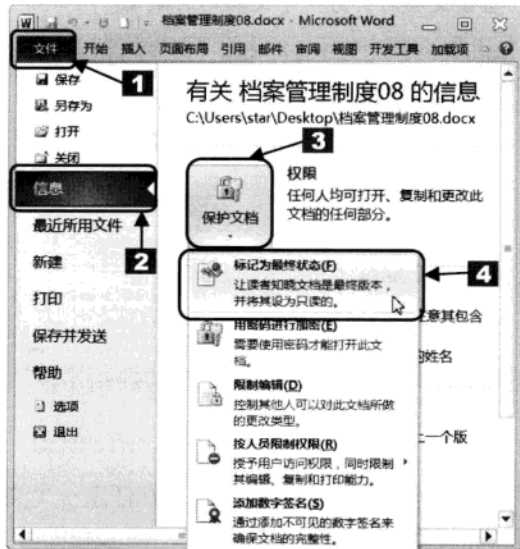 档案管理制度08.docx - Microsoft Word
文件 开始 插入 页面布局 引用 邮件 审阅 视图 开发工具 加载项
1
保存
另存为
打开
关闭
信息
2
最近所用文件
新建
打印
保存并发送
帮助
选项
退出
有关 档案管理制度08 的信息
C:\Users\star\Desktop\档案管理制度08.docx
3
保护文档
权限
任何人均可打开、复制和更改此
文档的任何部分。
标记为最终状态(F)
让读者知晓文档是最终版本，
并将其设为只读的。
4
用密码进行加密(E)
需要使用密码才能打开此文
档。
限制编辑(D)
控制其他人可以对此文档所做
的更改类型。
按人员限制权限(R)
授予用户访问权限，同时限制
其编辑、复制和打印能力。
添加数字签名(S)
通过添加不可见的数字签名来
确保文档的完整性。
意其包含
的姓名
上一个版